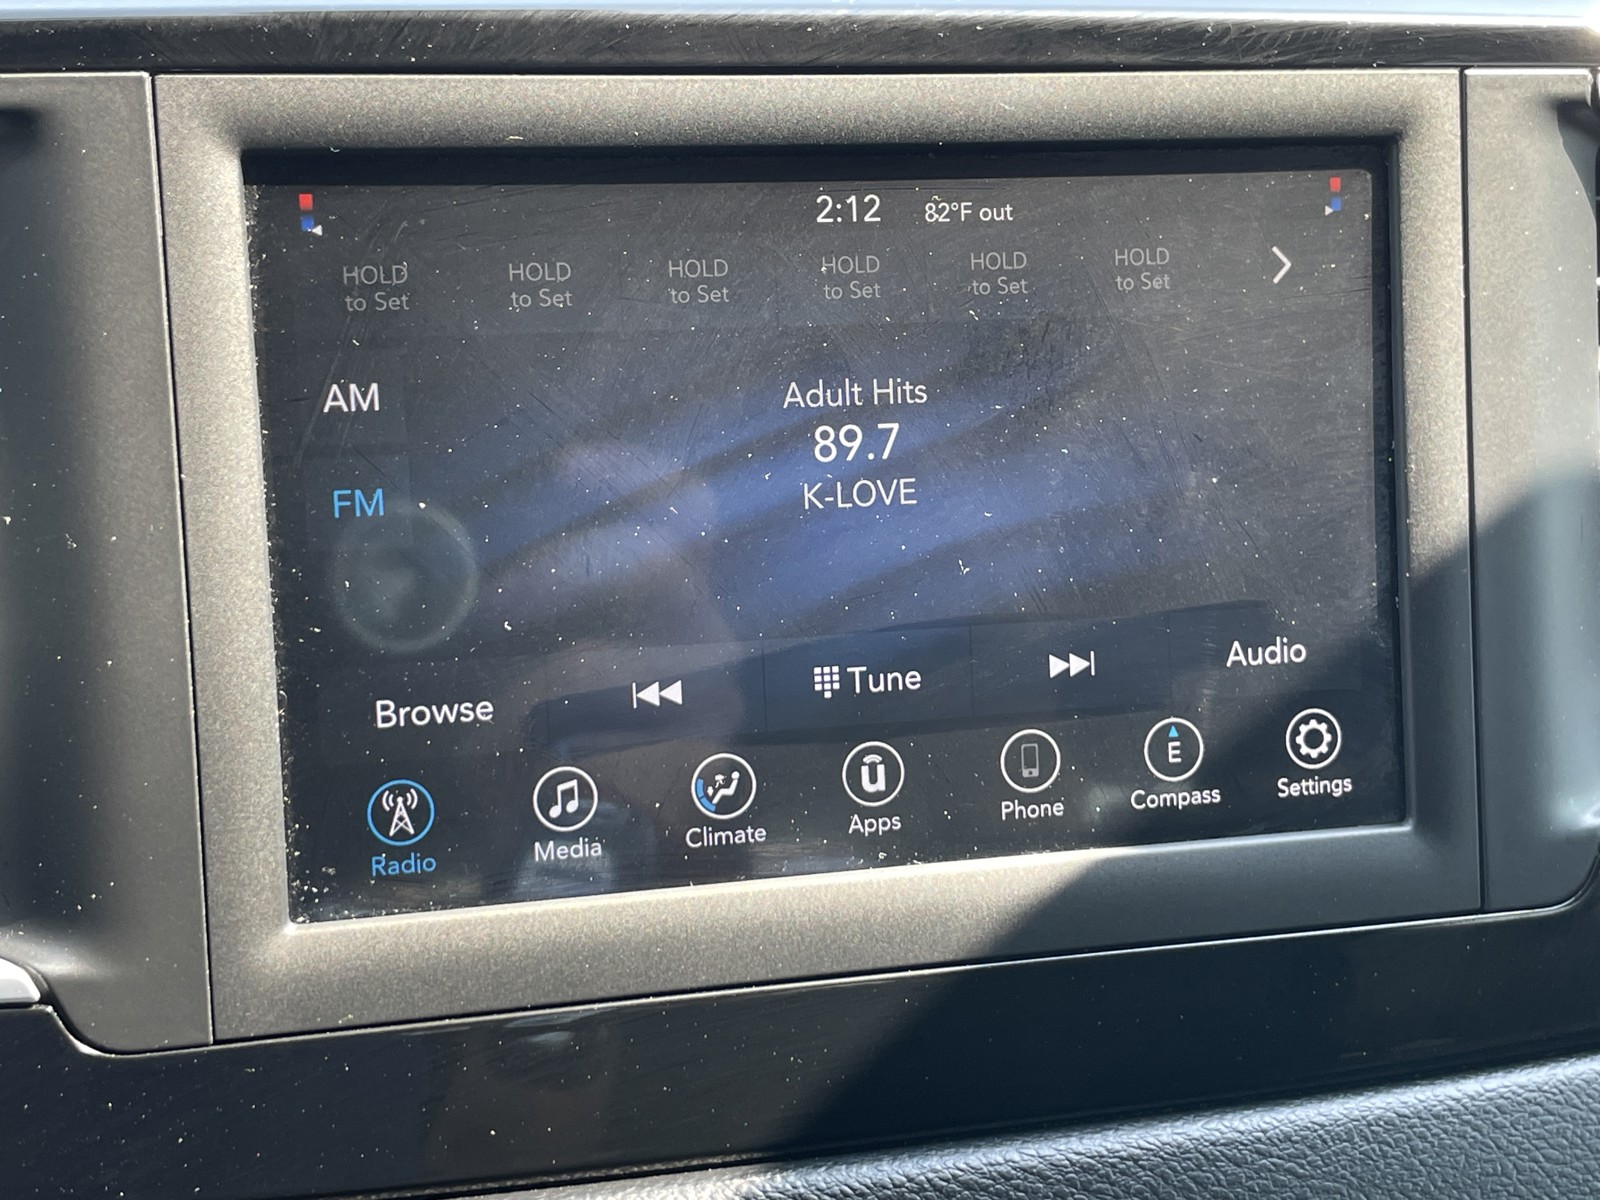 2:12 82°F out
HOLD to Set
HOLD to Set
HOLD to Set
HOLD to Set
HOLD to Set
HOLD to Set
AM
Adult Hits
89.7
K-LOVE
FM
Browse
Tune
Audio
Radio
Media
Climate
Apps
Phone
E
Compass
Settings